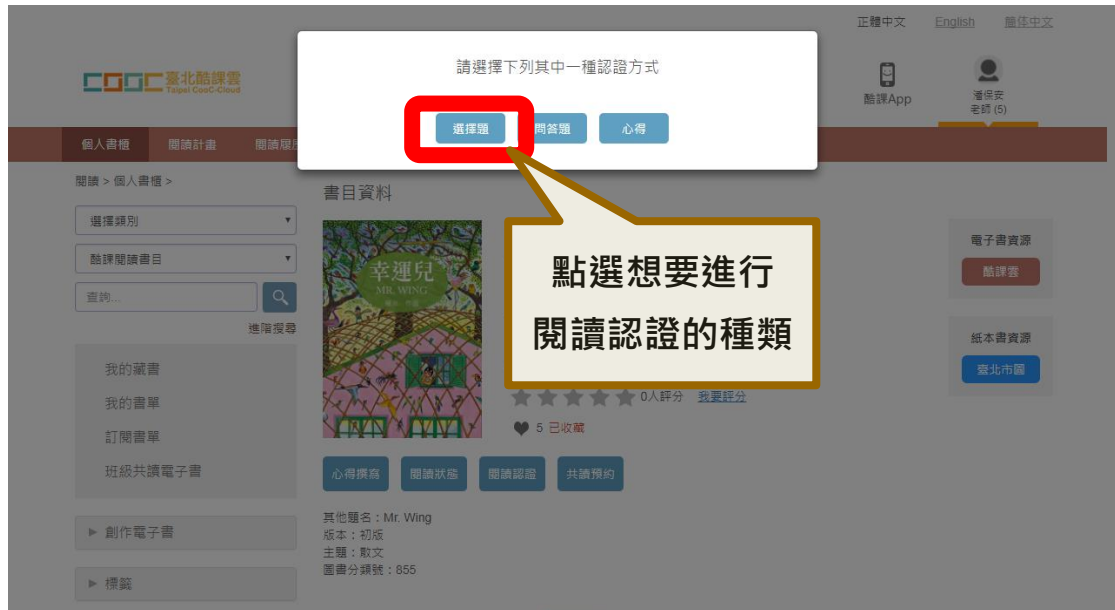 正體中文 English 簡体中文
請選擇下列其中一種認證方式
臺北酷課雲
Taipei CooC-Cloud
酷課App
潘保安
老師 (5)
選擇題 問答題 心得
個人書櫃 閱讀計畫 閱讀履歷
閱讀 > 個人書櫃 >
書目資料
選擇類別
酷課閱讀書目
查詢...
進階搜尋
幸運兒
MR. WING
點選想要進行
閱讀認證的種類
電子書資源
酷課雲
紙本書資源
臺北市圖
我的藏書
我的書單
訂閱書單
班級共讀電子書
0人評分 我要評分
5 已收藏
心得撰寫 閱讀狀態 閱讀認證 共讀預約
創作電子書
標籤
其他題名：Mr. Wing
版本：初版
主題：散文
圖書分類號：855